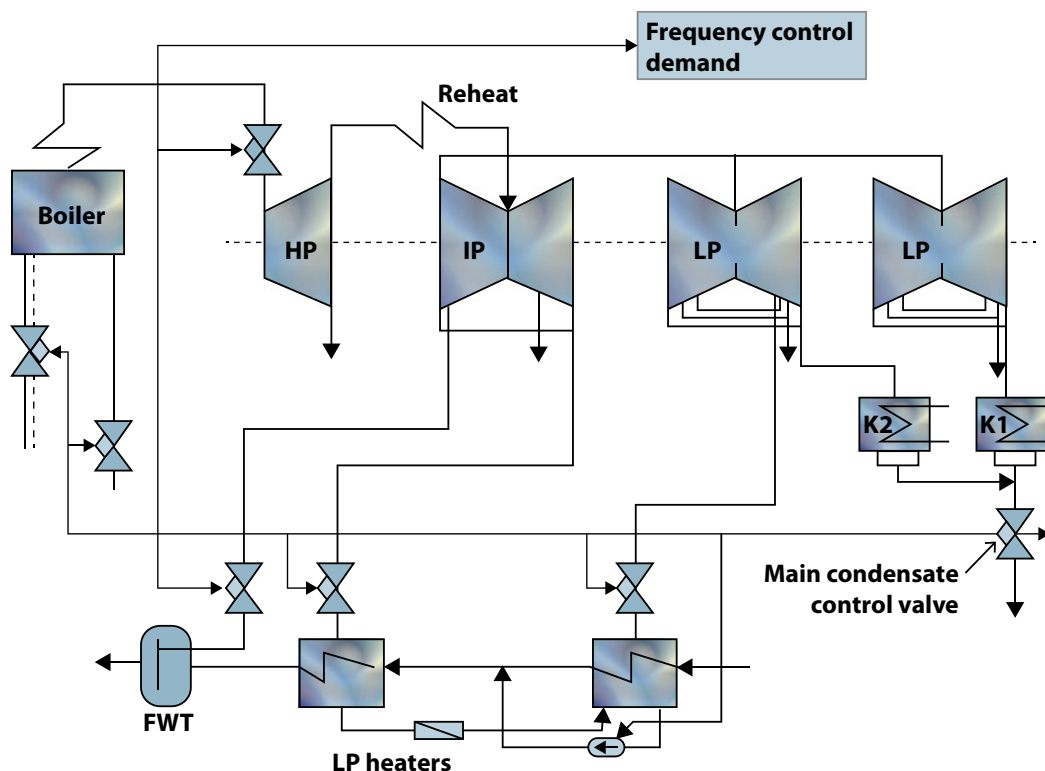 Frequency control
demand
Reheat
Boiler
HP
IP
LP
LP
K2
K1
Main condensate
control valve
FWT
LP heaters